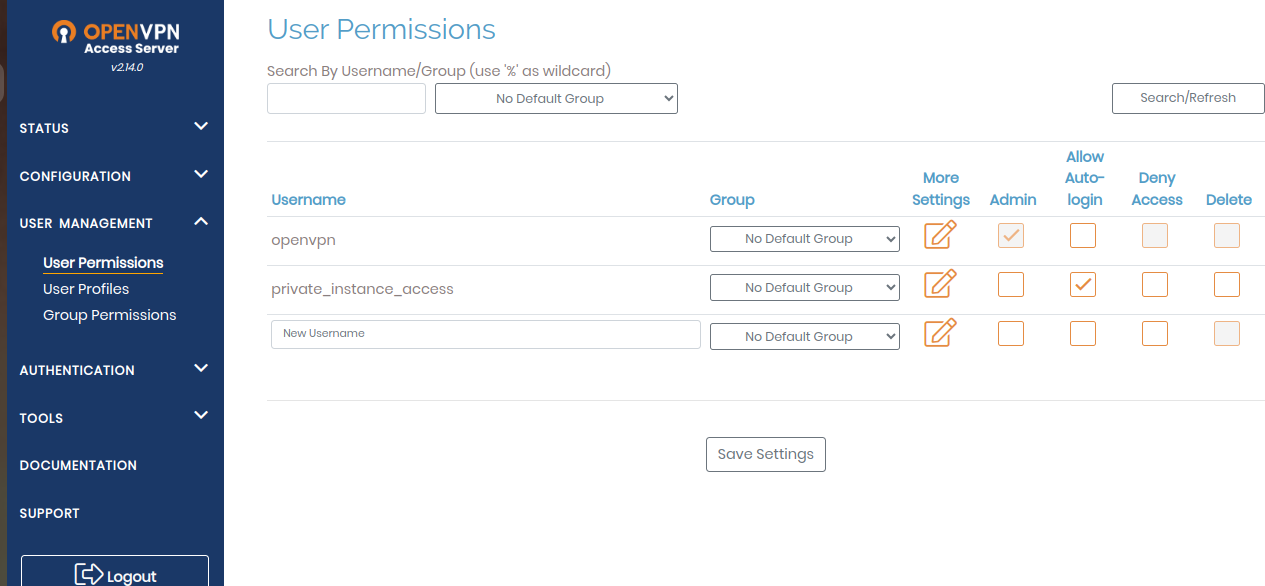 OPENVPN
Access Server
v2.14.0
STATUS
CONFIGURATION
USER MANAGEMENT
User Permissions
User Profiles
Group Permissions
AUTHENTICATION
TOOLS
DOCUMENTATION
SUPPORT
Logout
User Permissions
Search By Username/Group (use '%' as wildcard)
No Default Group
Search/Refresh
Username
Group
More
Settings
Admin
Allow
Auto-
login
Deny
Access
Delete
openvpn
No Default Group
private_instance_access
No Default Group
New Username
No Default Group
Save Settings